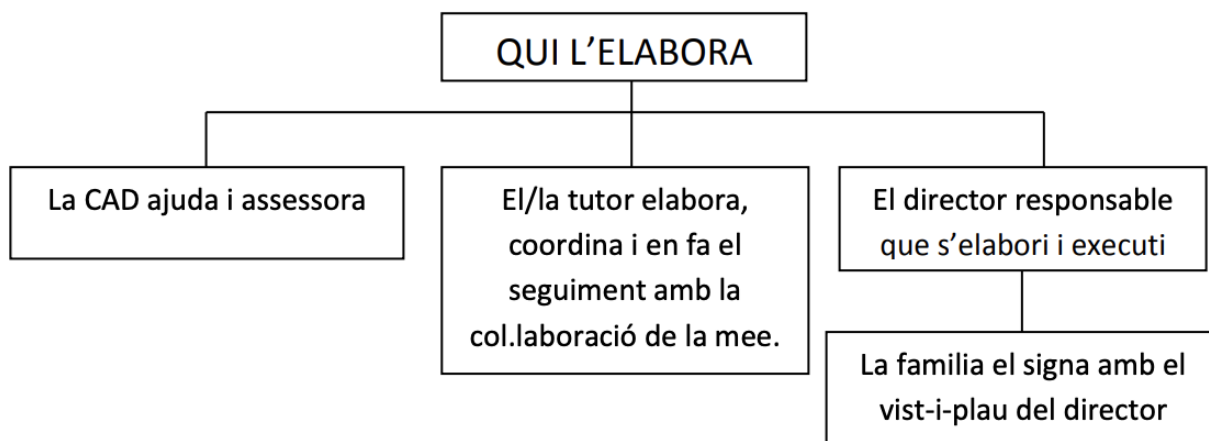 QUI L’ELABORA
La CAD ajuda i assessora
El/la tutor elabora,
coordina i en fa el
seguiment amb la
col.laboració de la mee.
El director responsable
que s’elabori i executi
La familia el signa amb el
vist-i-plau del director